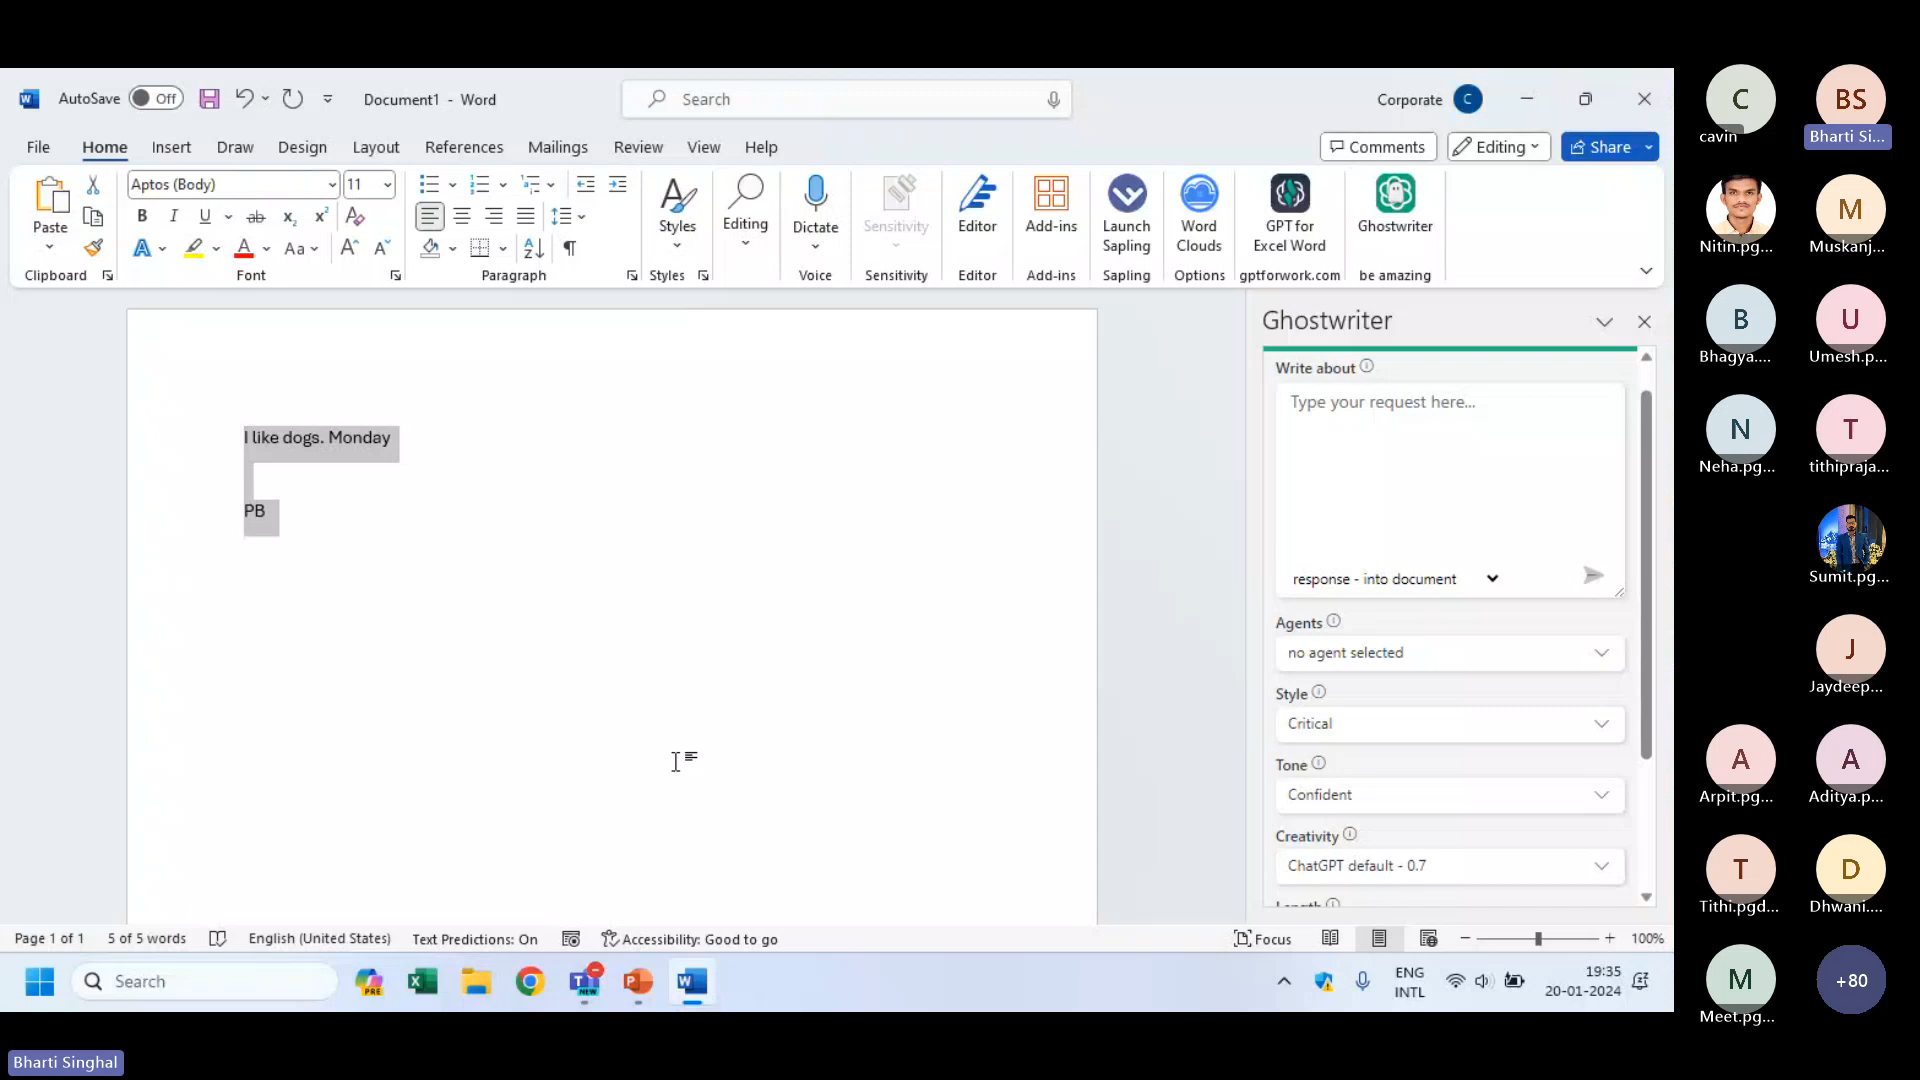 AutoSave Off
Document1 - Word
Search
Corporate C
File Home Insert Draw Design Layout References Mailings Review View Help
Comments Editing Share
Paste
Clipboard
Aptos (Body) 11
B I U ab x₂ x² A
A A Aa A A
Font
Paragraph
Styles
Styles
Editing
Dictate
Voice
Sensitivity
Sensitivity
Editor
Editor
Add-ins
Add-ins
Launch
Sapling
Sapling
Word
Clouds
Options
GPT for
Excel Word
gptforwork.com
Ghostwriter
be amazing
I like dogs. Monday
PB
Ghostwriter
Write about
Type your request here...
response - into document
Agents
no agent selected
Style
Critical
Tone
Confident
Creativity
ChatGPT default - 0.7
Length
Page 1 of 1 5 of 5 words English (United States) Text Predictions: On Accessibility: Good to go
Focus 100%
Search
PRE
NEW
ENG
INTL
19:35
20-01-2024
Bharti Singhal
C
cavin
BS
Bharti Si...
Nitin.pg...
M
Muskanj...
B
Bhagya....
U
Umesh.p...
N
Neha.pg...
T
tithipraja...
Sumit.pg...
J
Jaydeep...
A
Arpit.pg...
A
Aditya.p...
T
Tithi.pgd...
D
Dhwani....
M
Meet.pg...
+80